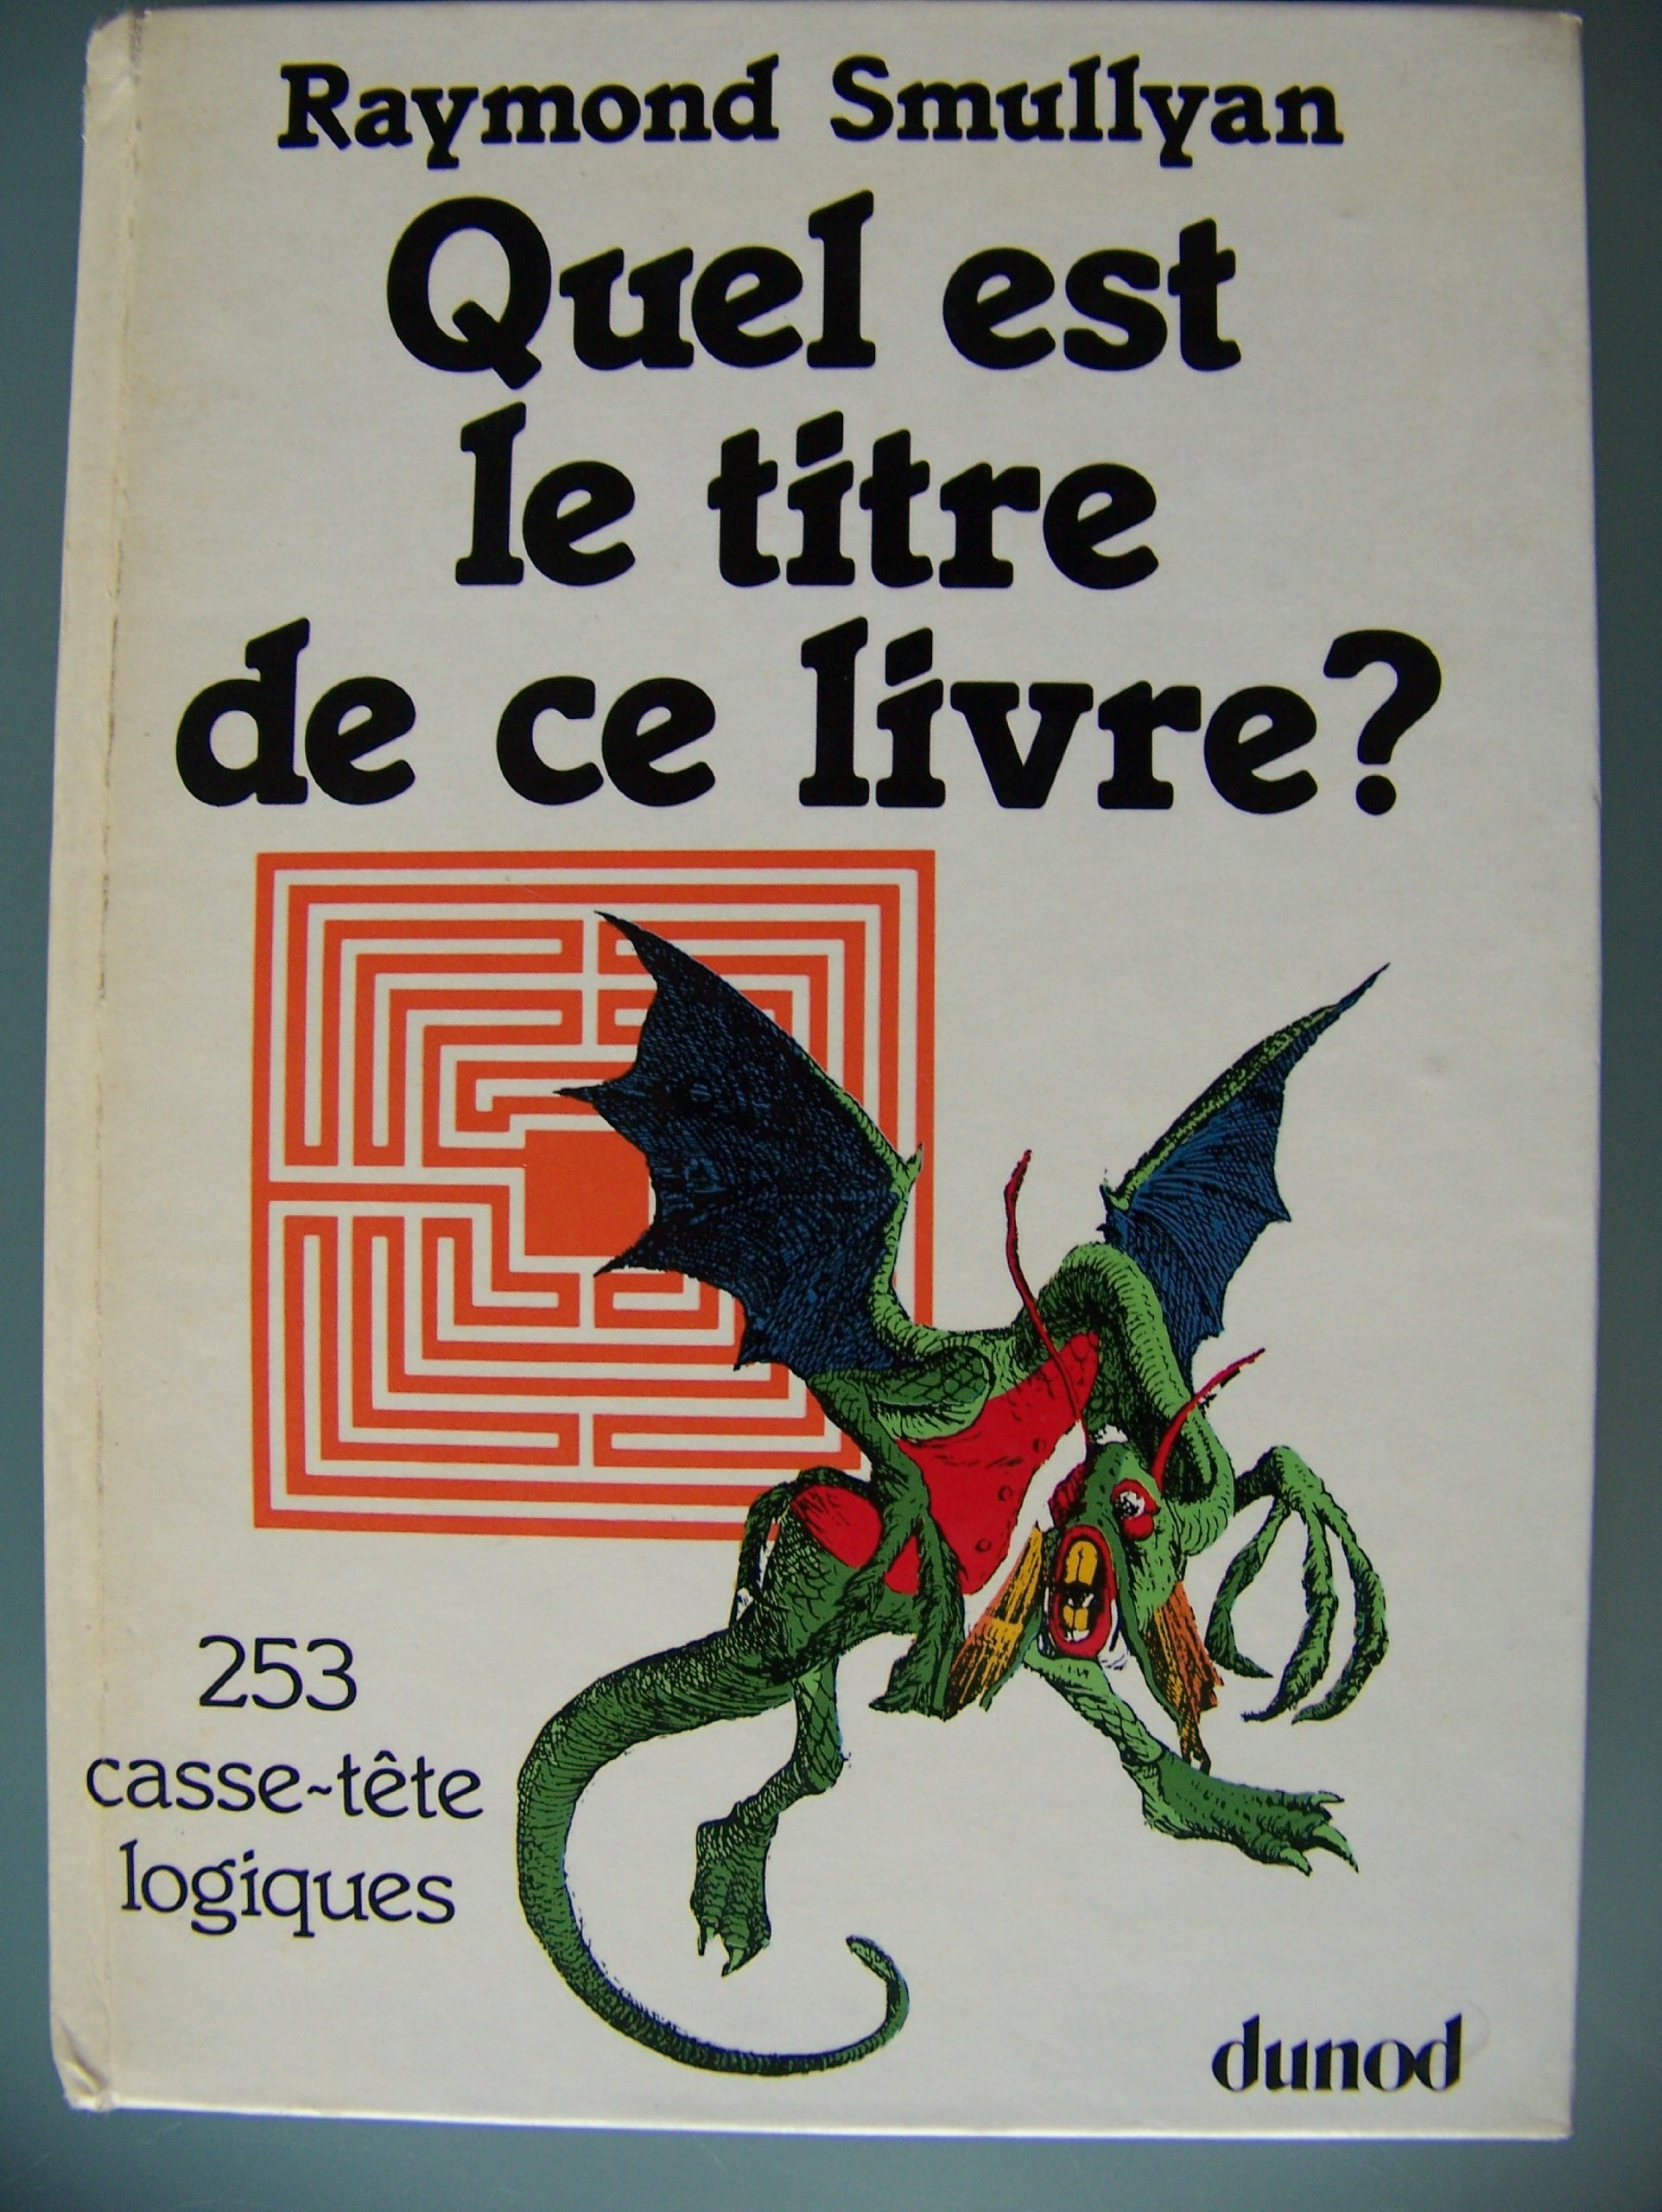 Raymond Smullyan
Quel est
le titre
de ce livre?
253
casse-tête
logiques
dunod